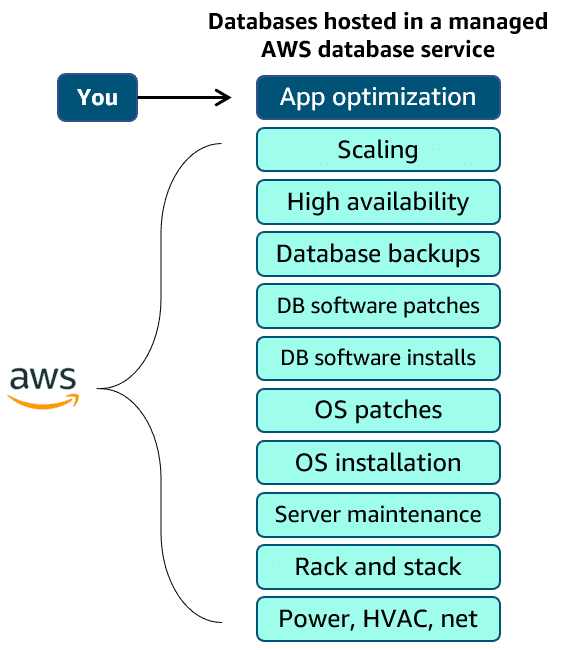 Databases hosted in a managed
AWS database service
You
App optimization
Scaling
High availability
Database backups
DB software patches
DB software installs
aws
OS patches
OS installation
Server maintenance
Rack and stack
Power, HVAC, net